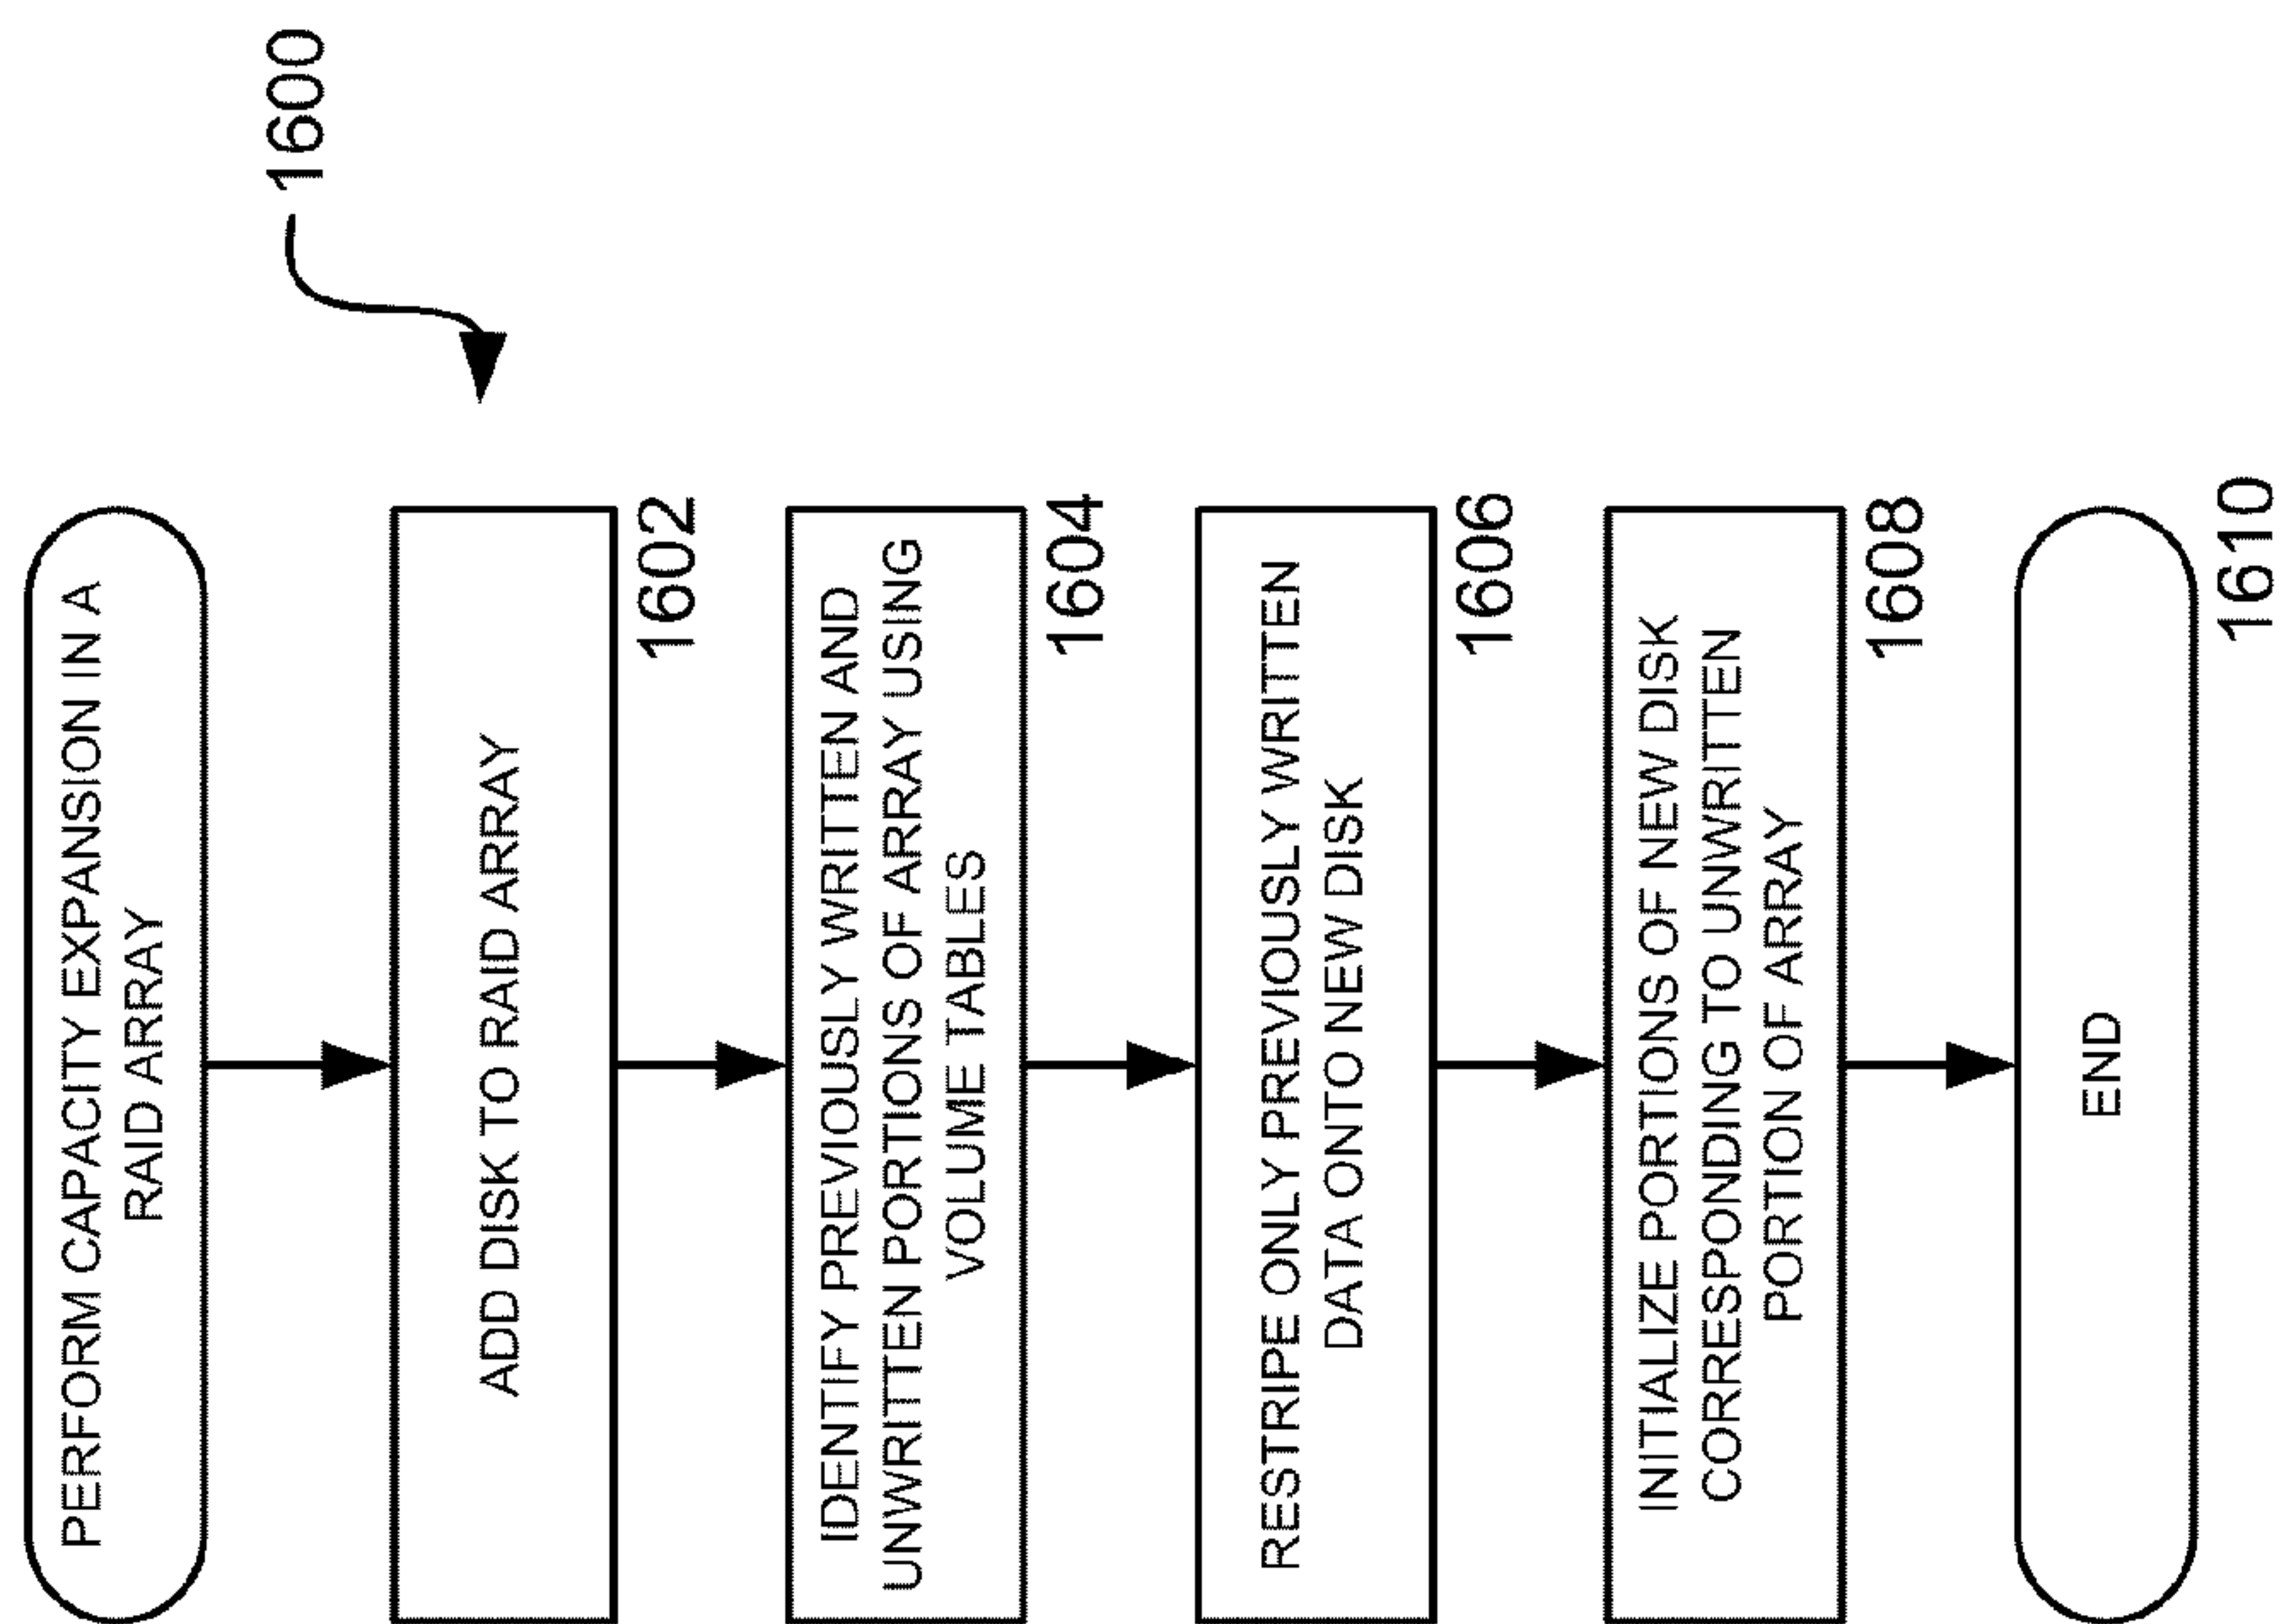 1600
PERFORM CAPACITY EXPANSION IN A
RAID ARRAY
ADD DISK TO RAID ARRAY
1602
IDENTIFY PREVIOUSLY WRITTEN AND
UNWRITTEN PORTIONS OF ARRAY USING
VOLUME TABLES
1604
RESTRIPE ONLY PREVIOUSLY WRITTEN
DATA ONTO NEW DISK
1606
INITIALIZE PORTIONS OF NEW DISK
CORRESPONDING TO UNWRITTEN
PORTION OF ARRAY
1608
END
1610